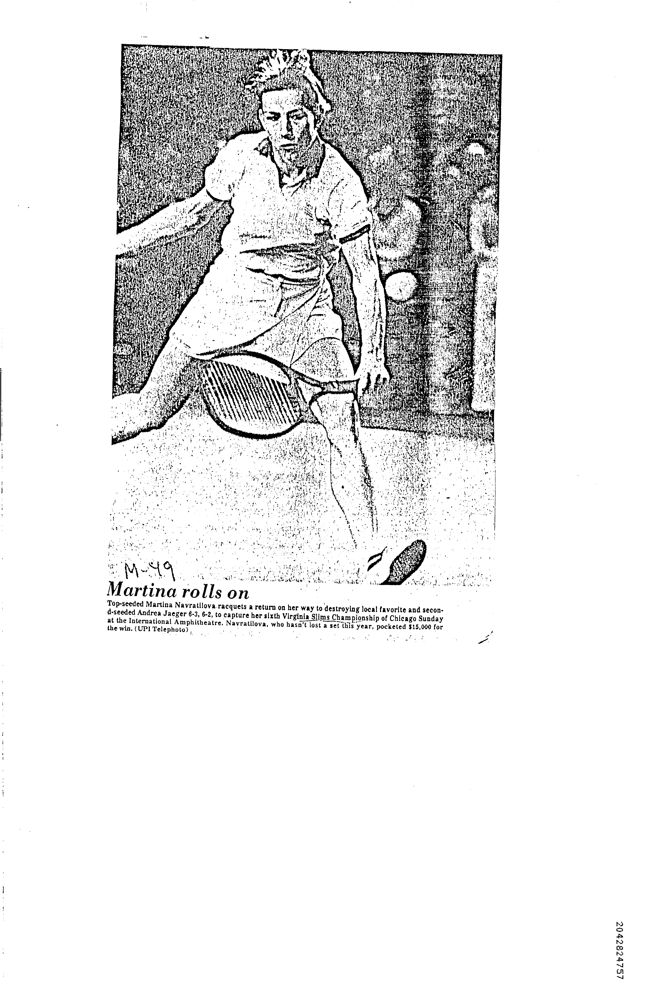 M-49
Martina rolls on
Top-seeded Martina Navratilova racquets a return on her way to destroying local favorite and secon-
d-seeded Andrea Jaeger 6-3, 6-2, to capture her sixth Virginia Slims Championship of Chicago Sunday
at the International Amphitheatre. Navratilova, who hasn't lost a set this year, pocketed $15,000 for
the win. (UPI Telephoto)
2042824757